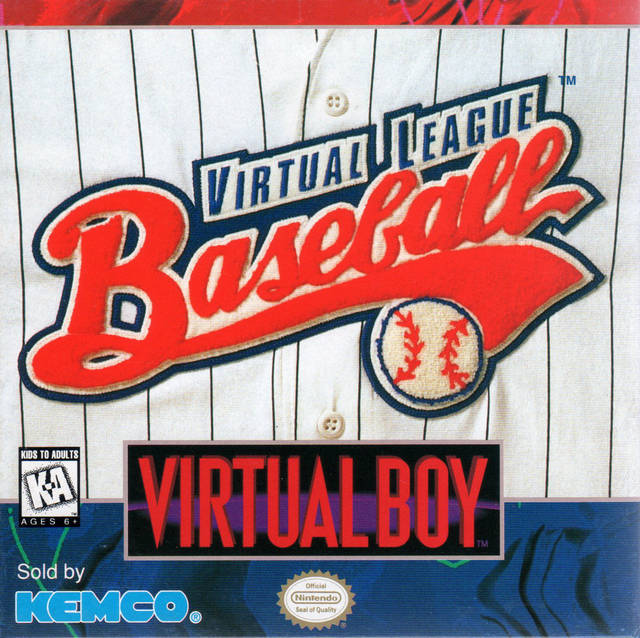 VIRTUAL LEAGUE
TM
Baseball
KIDS TO ADULTS
K-A
AGES 6+
VIRTUAL BOY
TM
Sold by
KEMCO®
Official
Nintendo
Seal of Quality